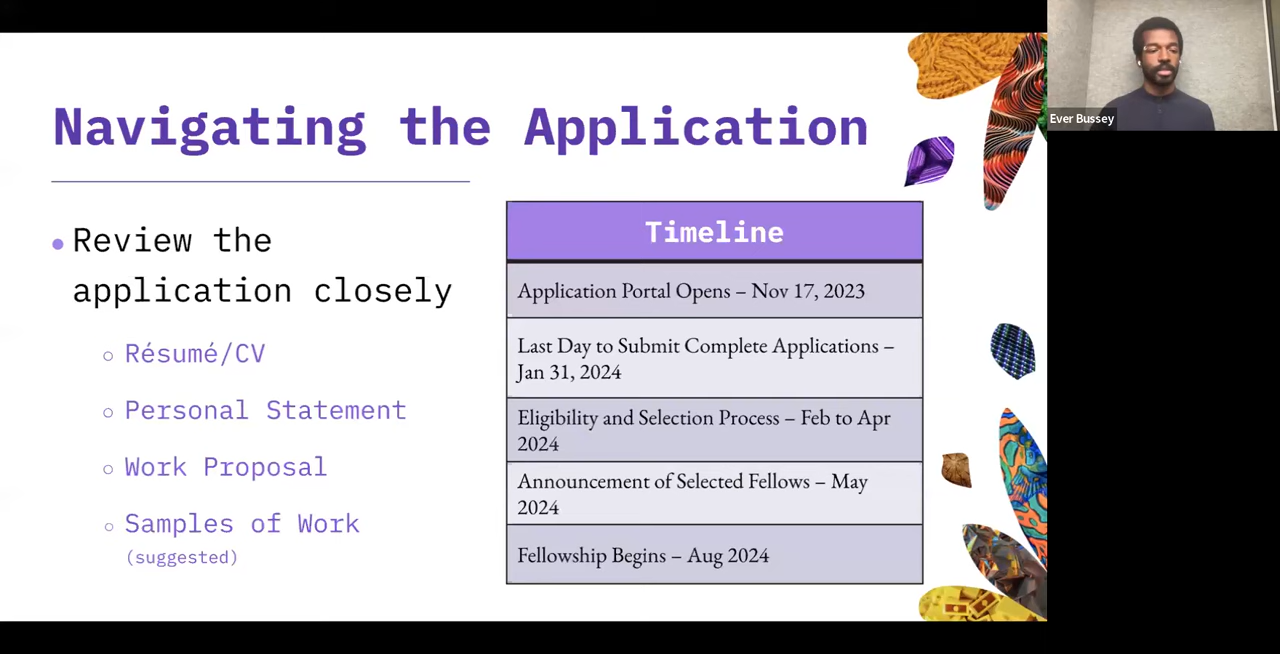 Navigating the Application
Review the
application closely
Résumé/CV
Personal Statement
Work Proposal
Samples of Work
(suggested)
Timeline
Application Portal Opens – Nov 17, 2023
Last Day to Submit Complete Applications –
Jan 31, 2024
Eligibility and Selection Process – Feb to Apr
2024
Announcement of Selected Fellows – May
2024
Fellowship Begins – Aug 2024
Ever Bussey